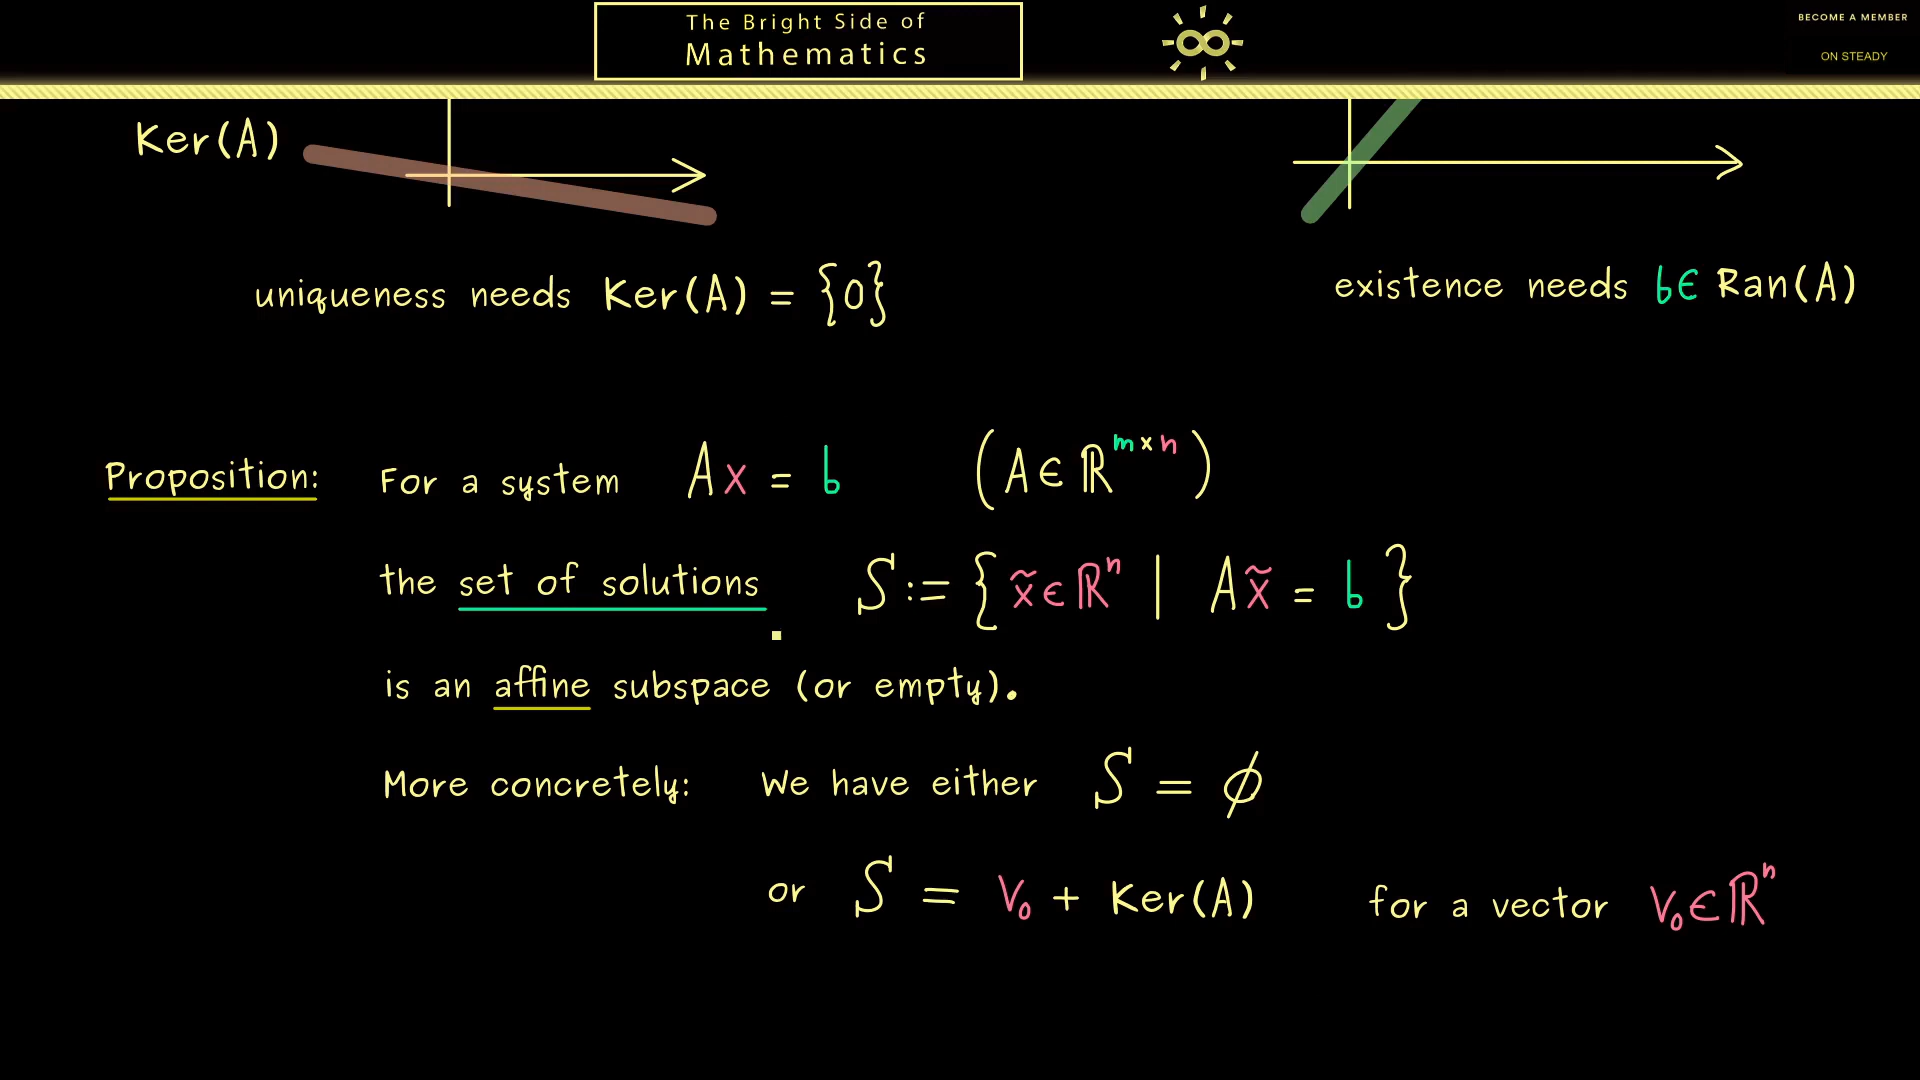 The Bright Side of
Mathematics
BECOME A MEMBER
ON STEADY
Ker(A)
uniqueness needs Ker(A) = {0}
existence needs b ∈ Ran(A)
Proposition: For a system Ax = b (A ∈ ℝ^{m×n})
the set of solutions S := { x̃ ∈ ℝⁿ | Ax̃ = b }
is an affine subspace (or empty).
More concretely: We have either S = ∅
or S = v₀ + Ker(A) for a vector v₀ ∈ ℝⁿ